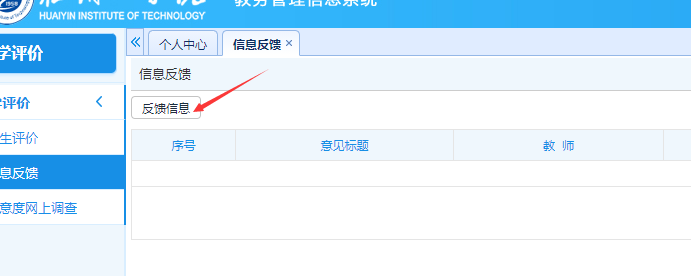 HUAIYIN INSTITUTE OF TECHNOLOGY
教务管理信息系统
学评价
个人中心
信息反馈
评价
生评价
息反馈
意度网上调查
信息反馈
反馈信息
序号 意见标题 教 师